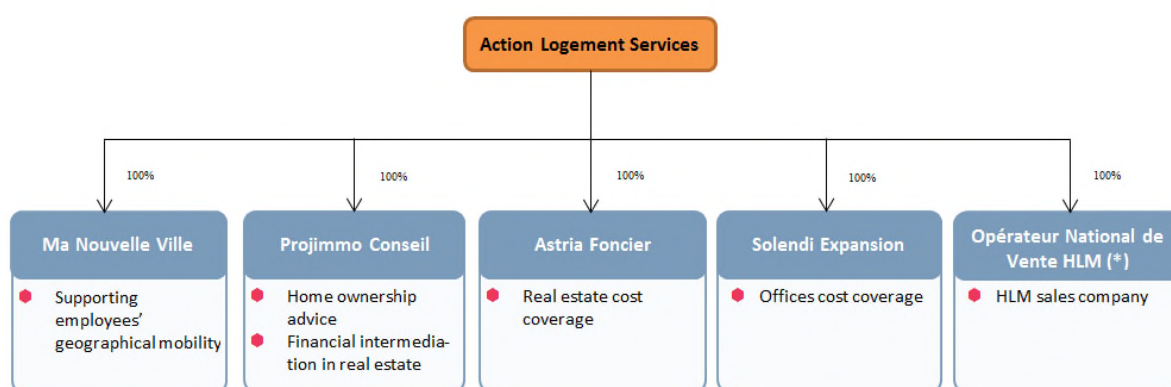 Action Logement Services
100%
100%
100%
100%
100%
Ma Nouvelle Ville
Supporting
employees’
geographical mobility
Projimmo Conseil
Home ownership
advice
Financial intermedia-
tion in real estate
Astria Foncier
Real estate cost
coverage
Solendi Expansion
Offices cost coverage
Opérateur National de
Vente HLM (*)
HLM sales company